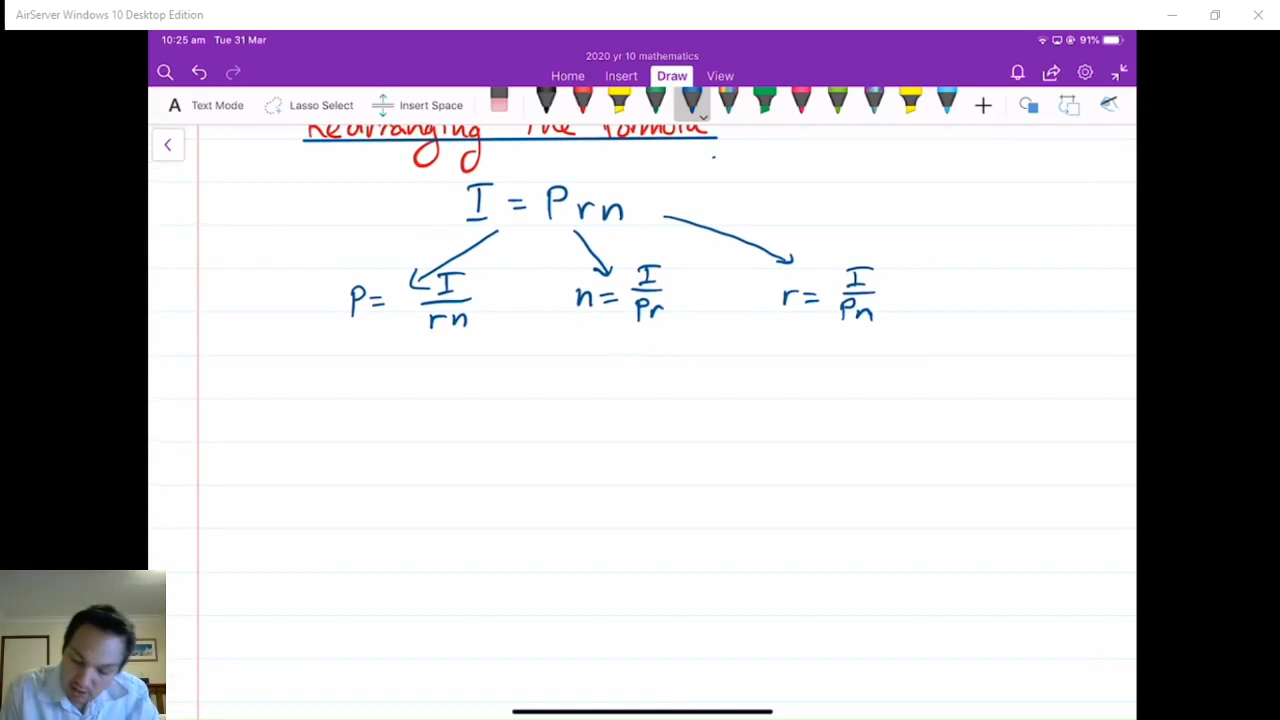 AirServer Windows 10 Desktop Edition
10:25 am Tue 31 Mar
91%
2020 yr 10 mathematics
Home Insert Draw View
A Text Mode Lasso Select Insert Space
Rearranging The formula
I = Prn
P = I/rn n = I/Pr r = I/Pn